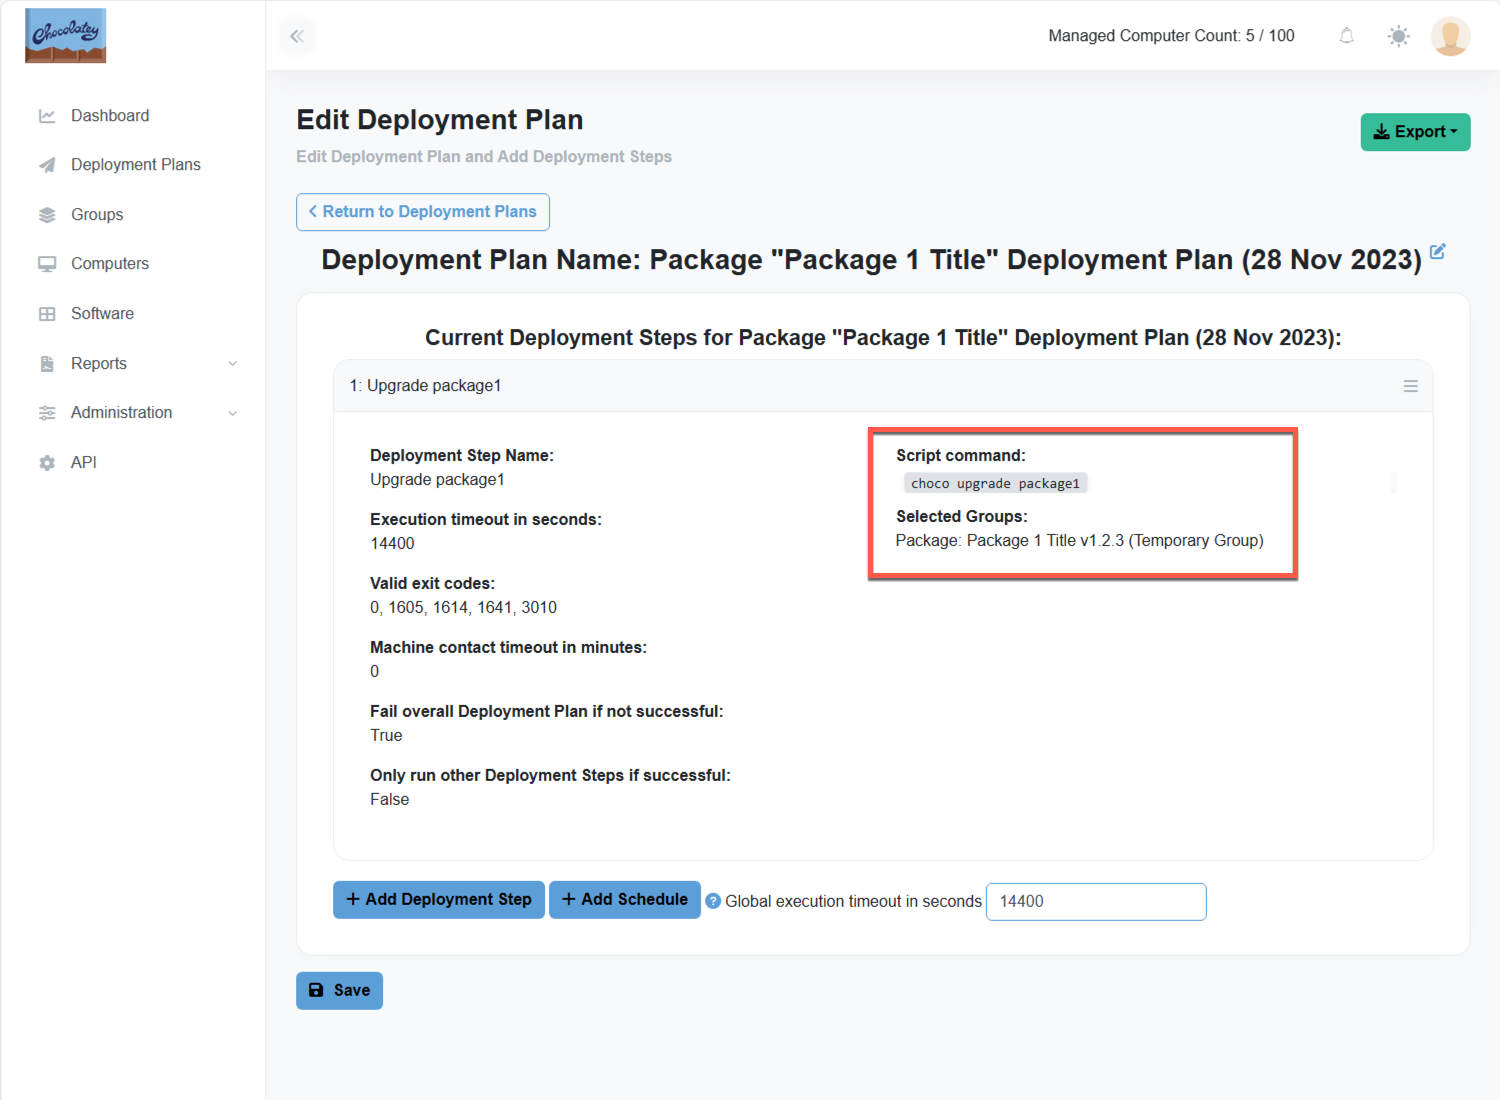 Chocolatey
Managed Computer Count: 5 / 100
Dashboard
Deployment Plans
Groups
Computers
Software
Reports
Administration
API
Edit Deployment Plan
Edit Deployment Plan and Add Deployment Steps
Export
Return to Deployment Plans
Deployment Plan Name: Package "Package 1 Title" Deployment Plan (28 Nov 2023)
Current Deployment Steps for Package "Package 1 Title" Deployment Plan (28 Nov 2023):
1: Upgrade package1
Deployment Step Name:
Upgrade package1
Execution timeout in seconds:
14400
Valid exit codes:
0, 1605, 1614, 1641, 3010
Machine contact timeout in minutes:
0
Fail overall Deployment Plan if not successful:
True
Only run other Deployment Steps if successful:
False
Script command:
choco upgrade package1
Selected Groups:
Package: Package 1 Title v1.2.3 (Temporary Group)
+ Add Deployment Step
+ Add Schedule
? Global execution timeout in seconds
14400
Save